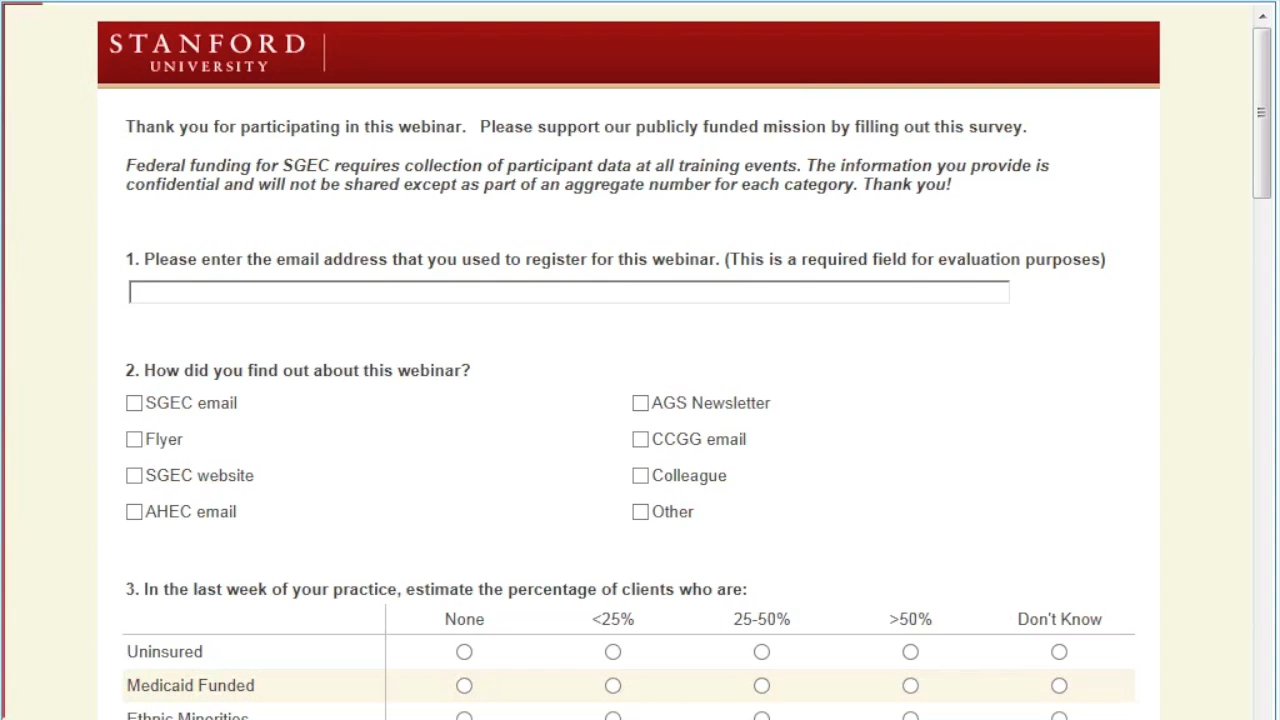 STANFORD
UNIVERSITY
Thank you for participating in this webinar. Please support our publicly funded mission by filling out this survey.
Federal funding for SGEC requires collection of participant data at all training events. The information you provide is
confidential and will not be shared except as part of an aggregate number for each category. Thank you!
1. Please enter the email address that you used to register for this webinar. (This is a required field for evaluation purposes)
2. How did you find out about this webinar?
SGEC email AGS Newsletter
Flyer CCGG email
SGEC website Colleague
AHEC email Other
3. In the last week of your practice, estimate the percentage of clients who are:
None <25% 25-50% >50% Don't Know
Uninsured
Medicaid Funded
Ethnic Minorities